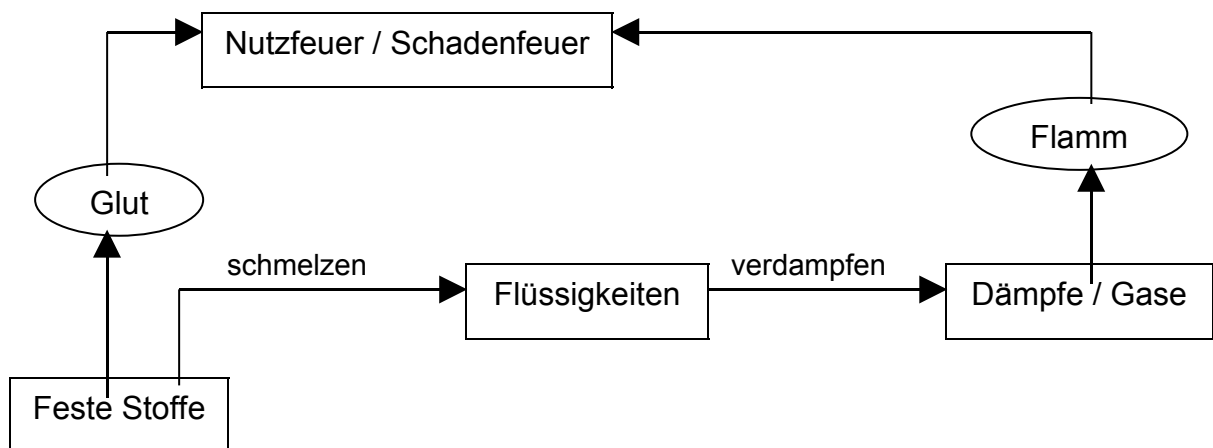 Nutzfeuer / Schadenfeuer
Flamm
Glut
schmelzen
verdampfen
Flüssigkeiten
Dämpfe / Gase
Feste Stoffe